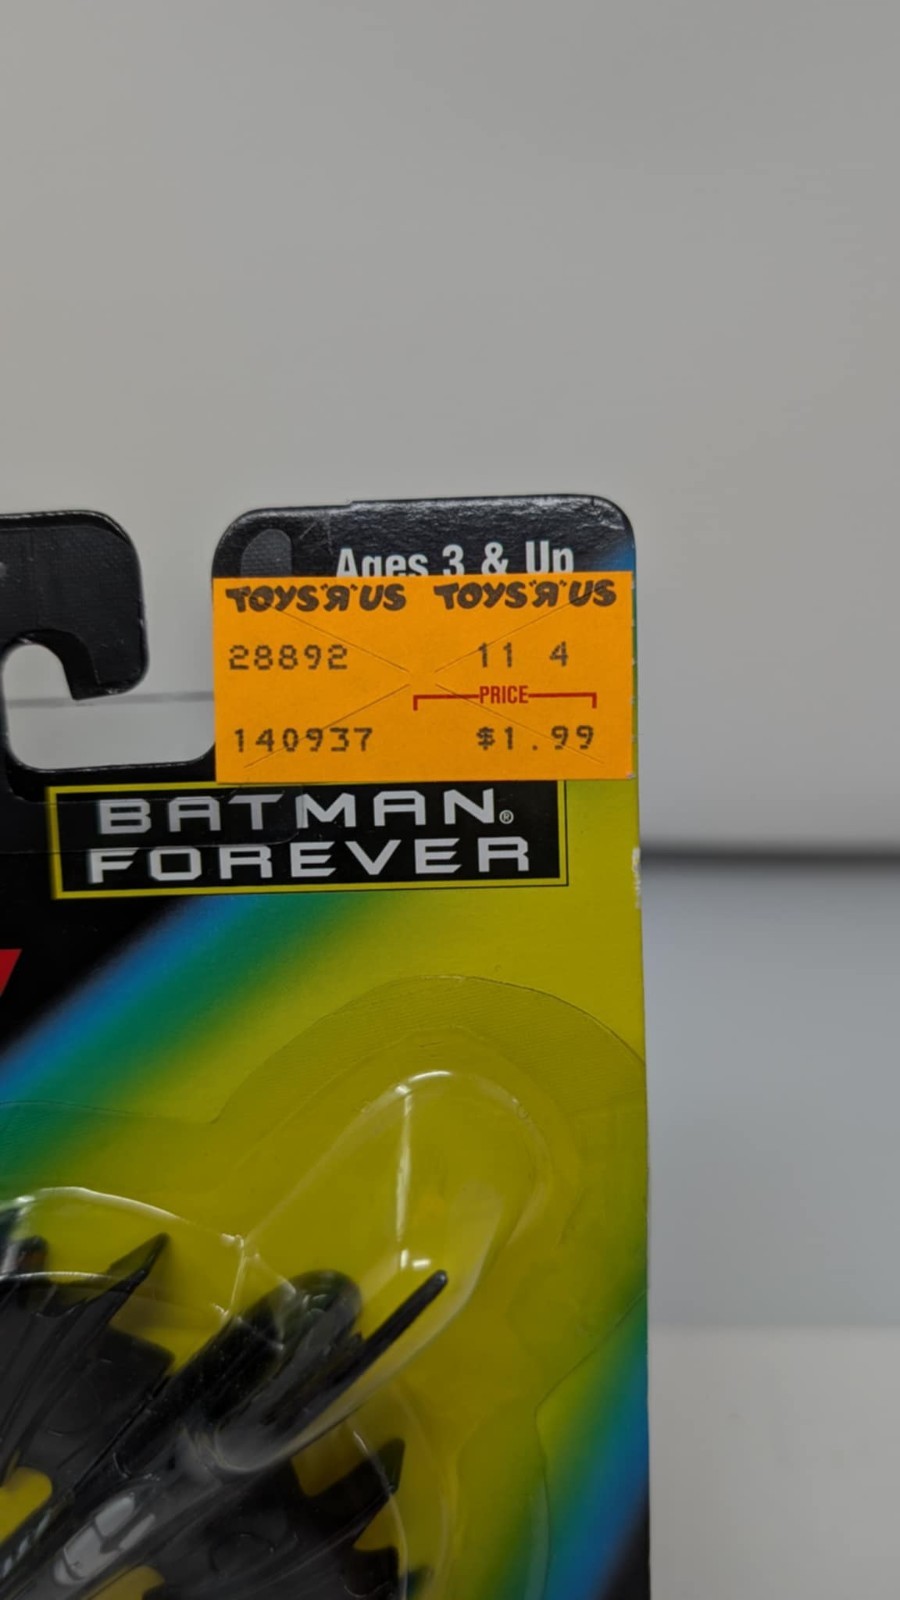 Ages 3 & Up
TOYS"R"US TOYS"R"US
28892 11 4
PRICE
140937 $1.99
BATMAN®
FOREVER